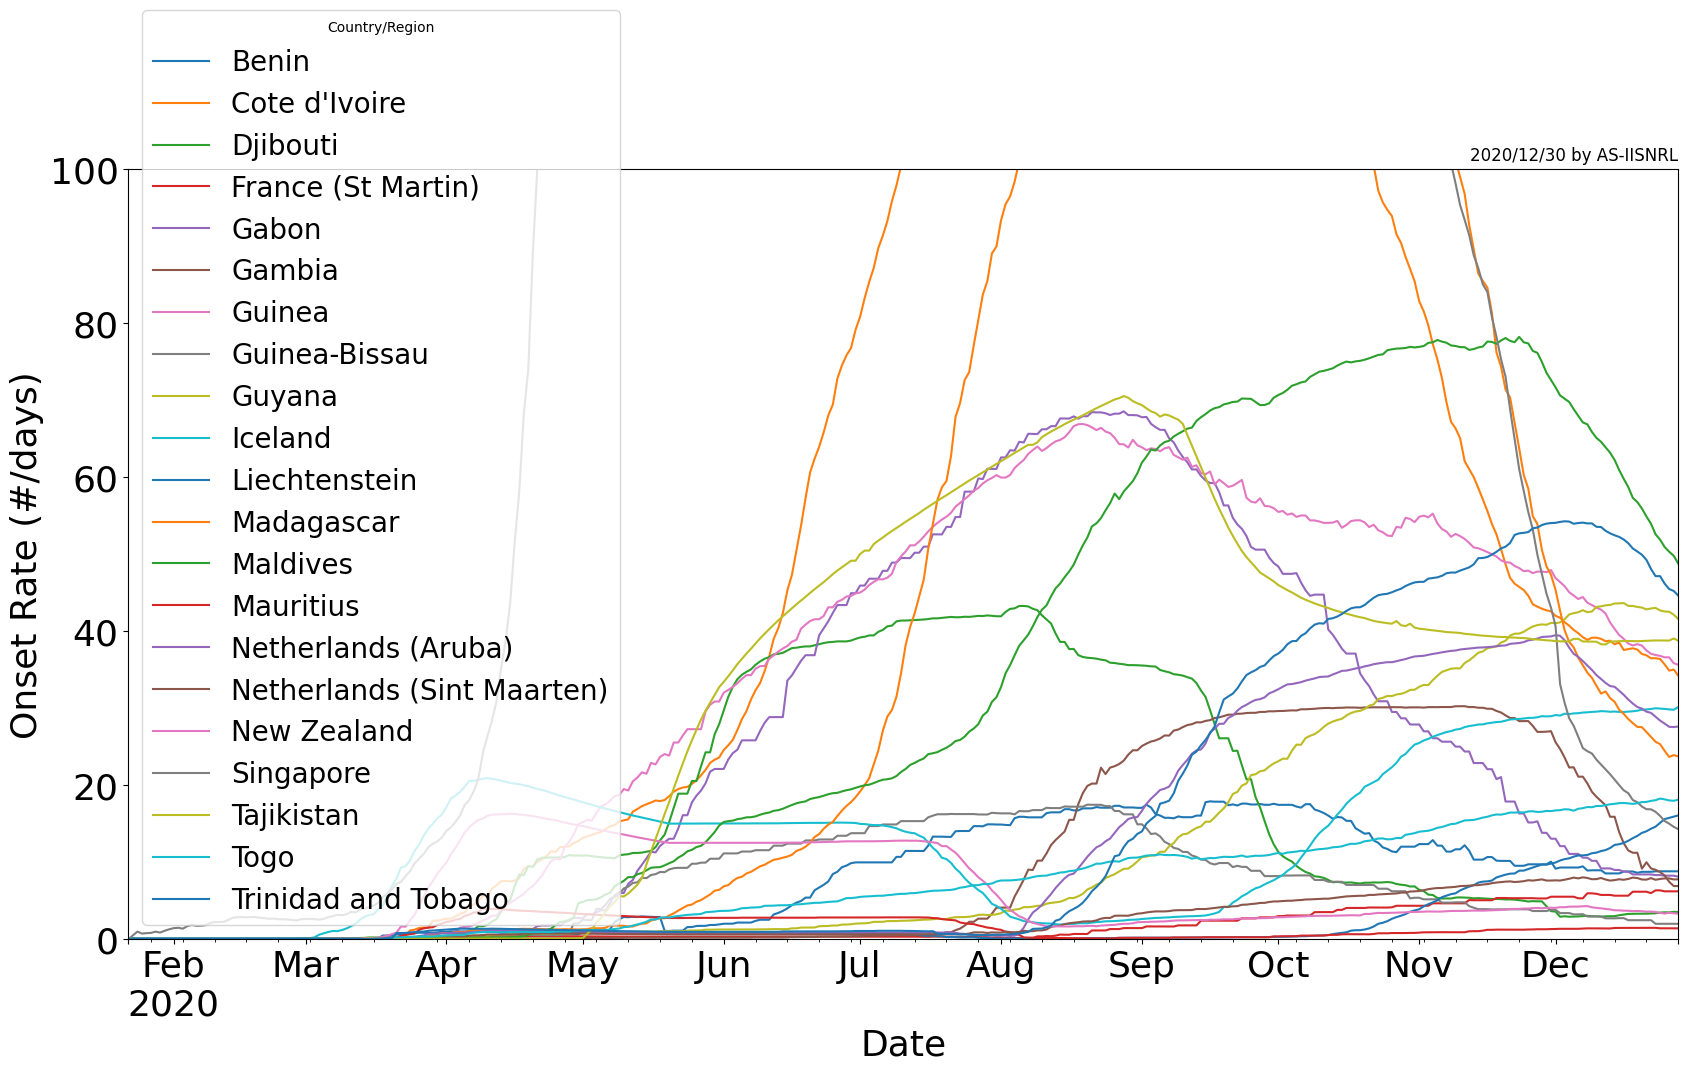 Country/Region
Benin
Cote d'Ivoire
Djibouti
France (St Martin)
Gabon
Gambia
Guinea
Guinea-Bissau
Guyana
Iceland
Liechtenstein
Madagascar
Maldives
Mauritius
Netherlands (Aruba)
Netherlands (Sint Maarten)
New Zealand
Singapore
Tajikistan
Togo
Trinidad and Tobago
2020/12/30 by AS-IISNRL
100
80
60
40
20
0
Onset Rate (#/days)
Feb Mar Apr May Jun Jul Aug Sep Oct Nov Dec
2020
Date